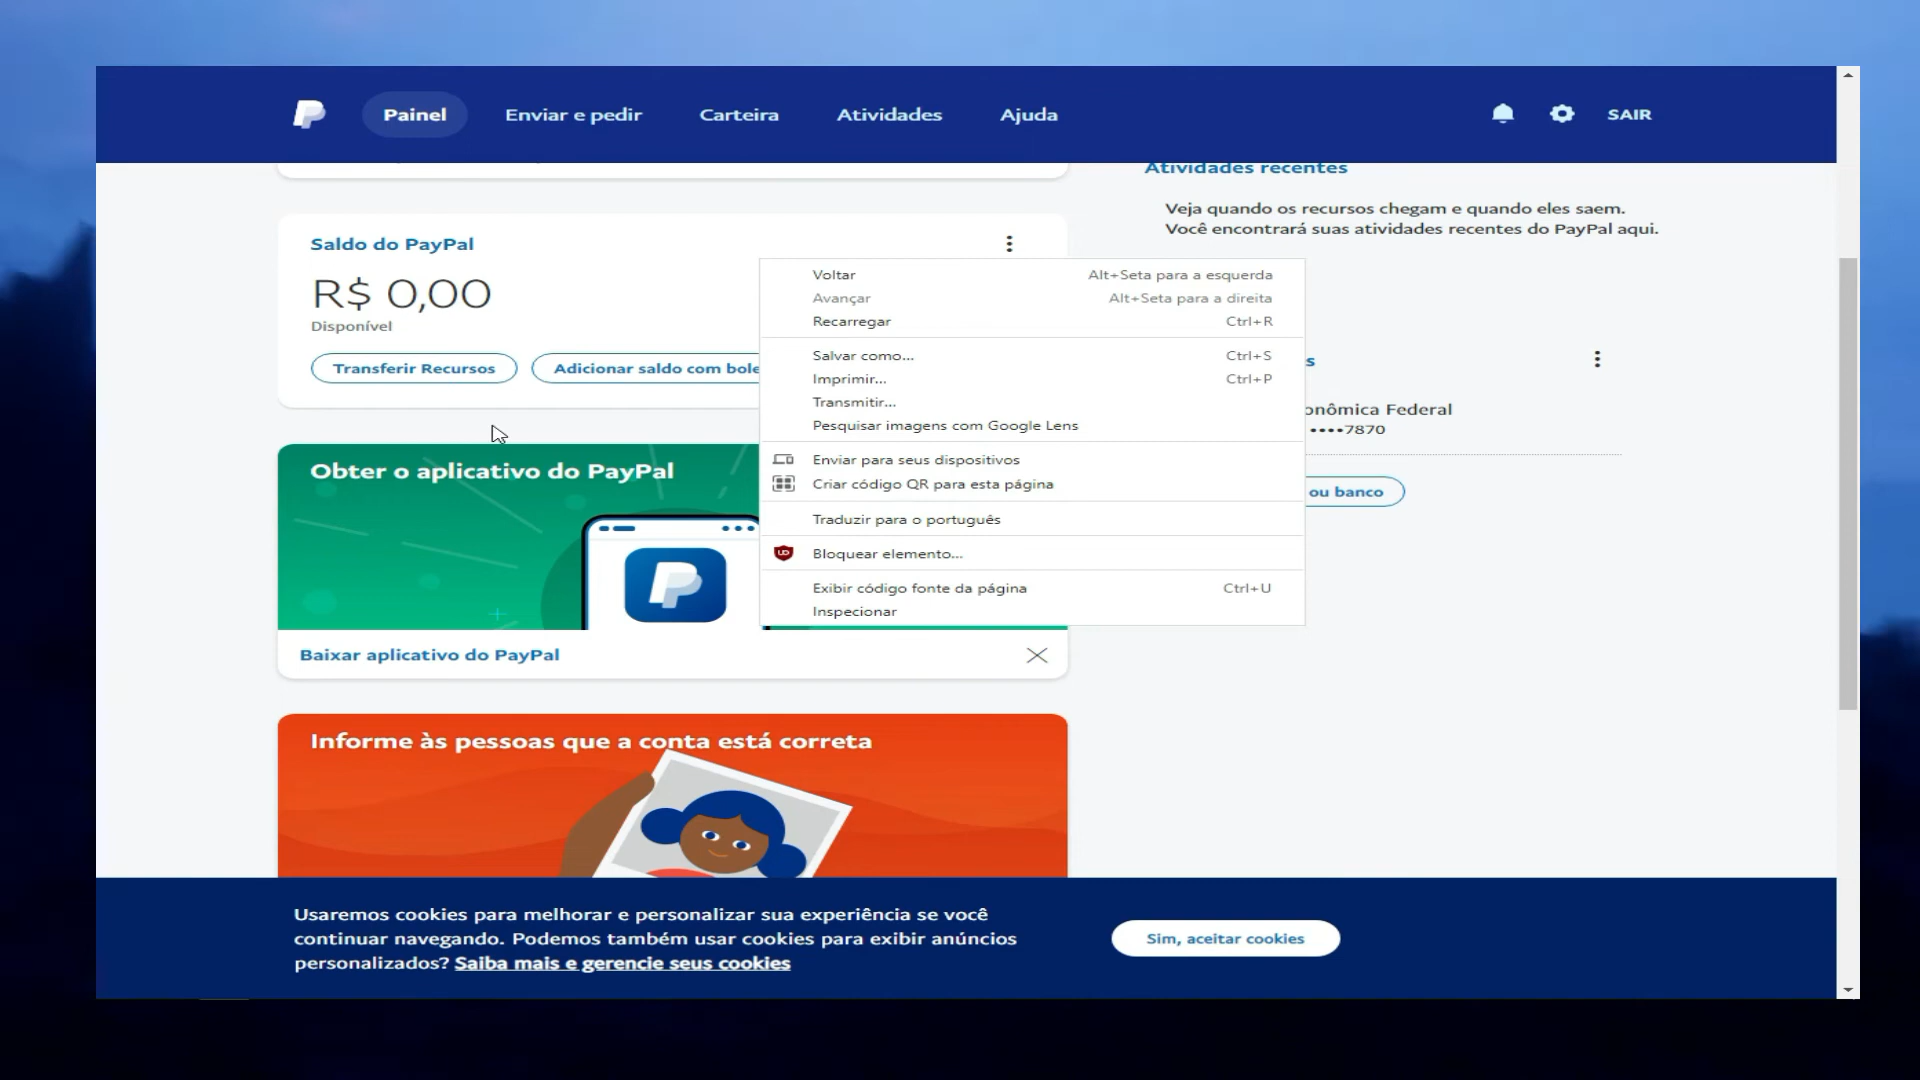 Painel
Enviar e pedir
Carteira
Atividades
Ajuda
SAIR
Saldo do PayPal
R$ 0,00
Disponível
Transferir Recursos
Adicionar saldo com bole
Atividades recentes
Veja quando os recursos chegam e quando eles saem.
Você encontrará suas atividades recentes do PayPal aqui.
Voltar Alt+Seta para a esquerda
Avançar Alt+Seta para a direita
Recarregar Ctrl+R
Salvar como... Ctrl+S
Imprimir... Ctrl+P
Transmitir...
Pesquisar imagens com Google Lens
Enviar para seus dispositivos
Criar código QR para esta página
Traduzir para o português
Bloquear elemento...
Exibir código fonte da página Ctrl+U
Inspecionar
s
onômica Federal
••••7870
ou banco
Obter o aplicativo do PayPal
Baixar aplicativo do PayPal
Informe às pessoas que a conta está correta
Usaremos cookies para melhorar e personalizar sua experiência se você
continuar navegando. Podemos também usar cookies para exibir anúncios
personalizados? Saiba mais e gerencie seus cookies
Sim, aceitar cookies